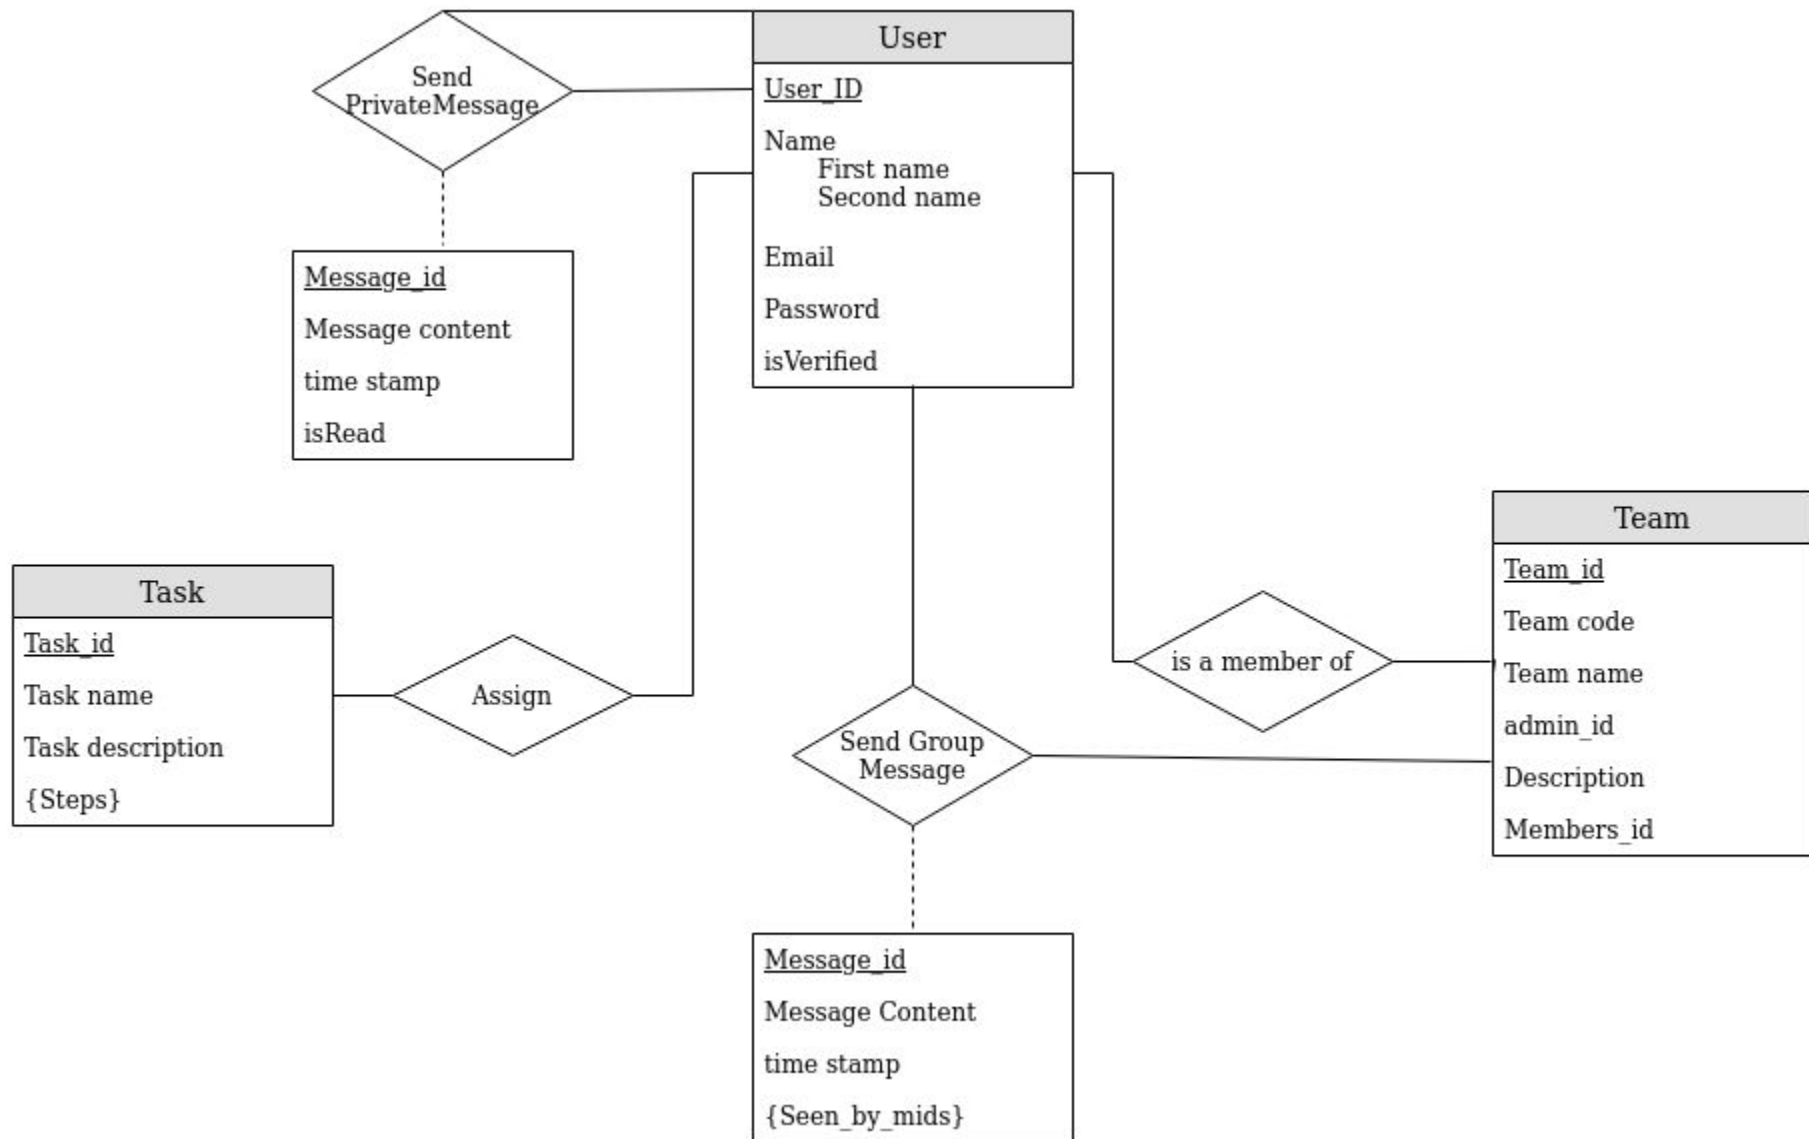 User
User_ID
Name
First name
Second name
Email
Password
isVerified
Send
PrivateMessage
Message_id
Message content
time stamp
isRead
Task
Task_id
Task name
Task description
{Steps}
Assign
Send Group
Message
is a member of
Team
Team_id
Team code
Team name
admin_id
Description
Members_id
Message_id
Message Content
time stamp
{Seen_by_mids}